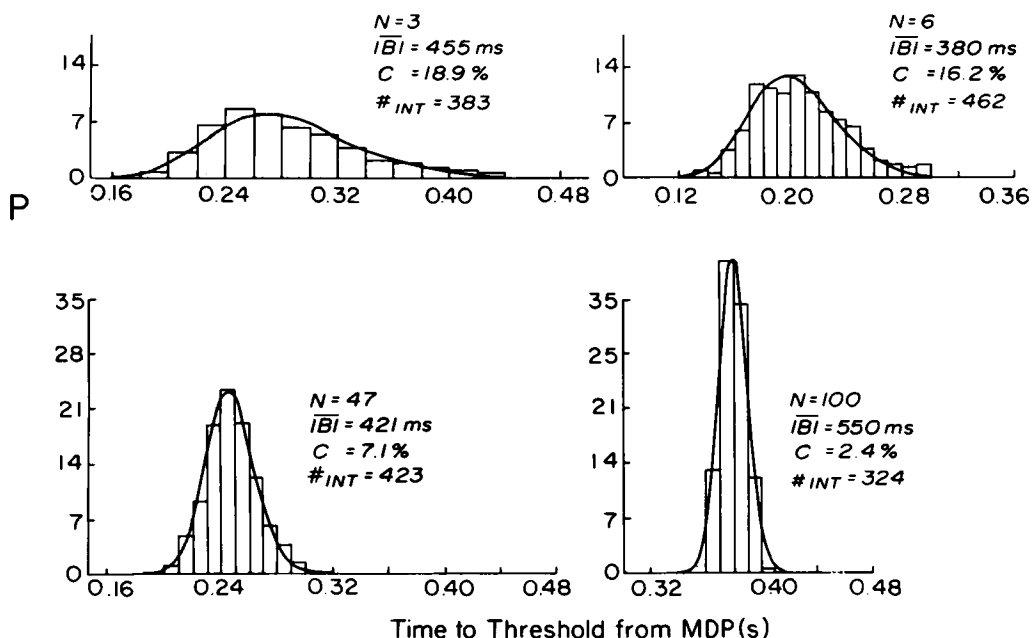 N=3
|B̅| = 455 ms
C = 18.9 %
#INT = 383
14
7
0
0.16 0.24 0.32 0.40 0.48
N=6
|B̅| = 380 ms
C = 16.2 %
#INT = 462
14
7
0
0.12 0.20 0.28 0.36
P
35
28
21
14
7
0
N = 47
|B̅| = 421 ms
C = 7.1 %
#INT = 423
0.16 0.24 0.32 0.40 0.48
35
25
21
14
7
0
N=100
|B̅| = 550 ms
C = 2.4 %
#INT = 324
0.32 0.40 0.48
Time to Threshold from MDP(s)